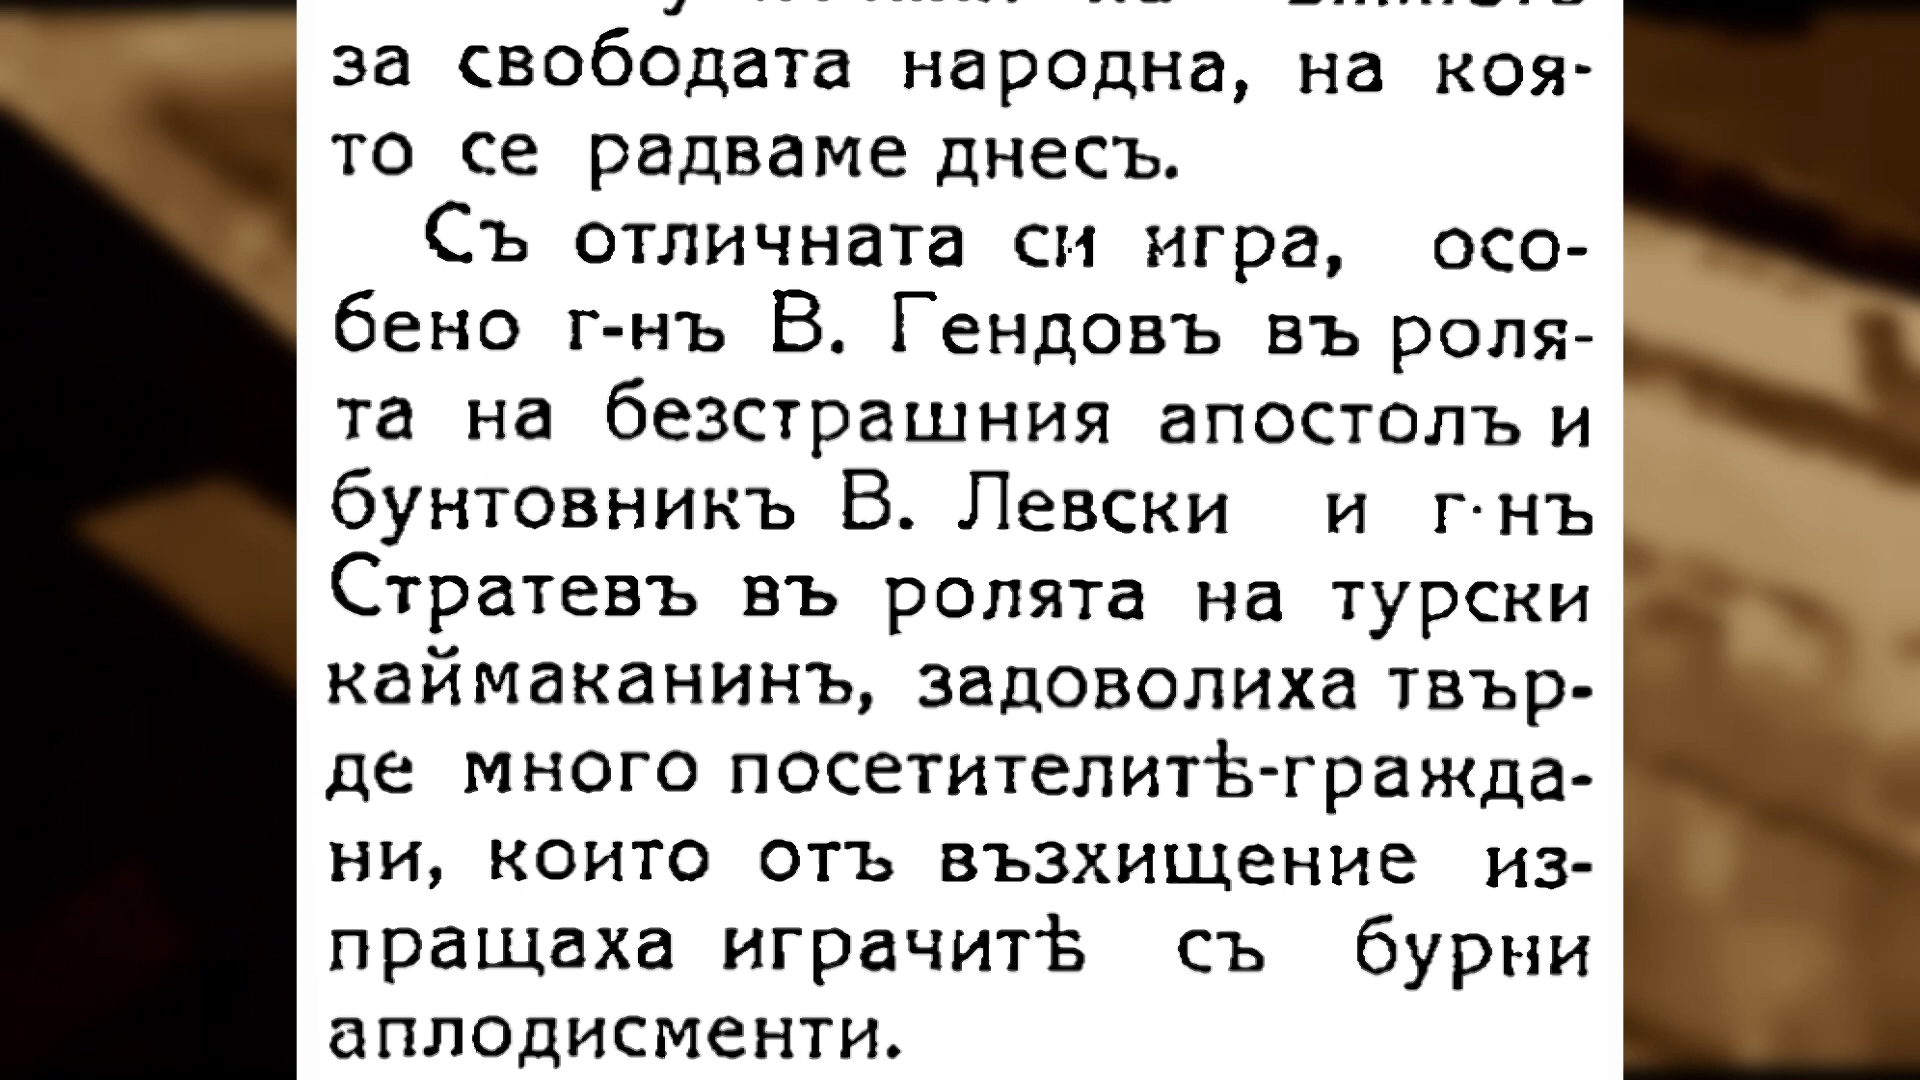 за свободата народна, на коя-
то се радваме днесъ.
Съ отличната си игра, осо-
бено г-нъ В. Гендовъ въ роля-
та на безстрашния апостолъ и
бунтовникъ В. Левски и г-нъ
Стратевъ въ ролята на турски
каймаканинъ, задоволиха твър-
де много посетителитѣ-гражда-
ни, които отъ възхищение из-
пращаха играчитѣ съ бурни
аплодисменти.